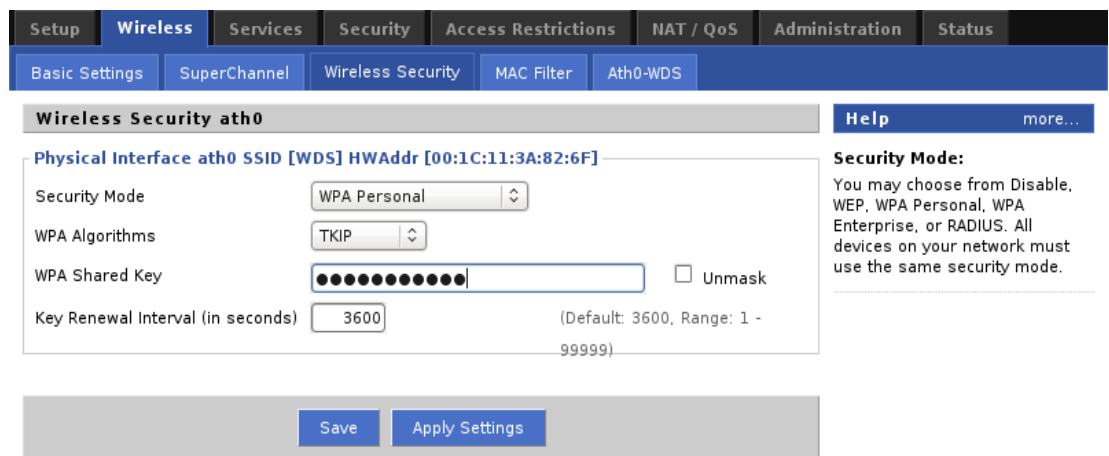 Setup Wireless Services Security Access Restrictions NAT / QoS Administration Status
Basic Settings SuperChannel Wireless Security MAC Filter Ath0-WDS
Wireless Security ath0
Physical Interface ath0 SSID [WDS] HWAddr [00:1C:11:3A:82:6F]
Security Mode WPA Personal
WPA Algorithms TKIP
WPA Shared Key ●●●●●●●●●●● Unmask
Key Renewal Interval (in seconds) 3600 (Default: 3600, Range: 1 -
99999)
Save Apply Settings
Help more...
Security Mode:
You may choose from Disable,
WEP, WPA Personal, WPA
Enterprise, or RADIUS. All
devices on your network must
use the same security mode.